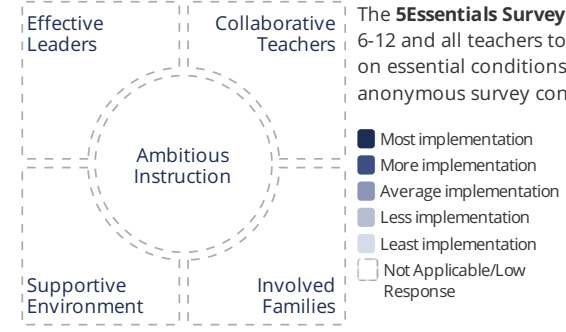 Effective
Leaders
Collaborative
Teachers
Ambitious
Instruction
Supportive
Environment
Involved
Families
The 5Essentials Survey
6-12 and all teachers to
on essential conditions
anonymous survey con
Most implementation
More implementation
Average implementation
Less implementation
Least implementation
Not Applicable/Low
Response